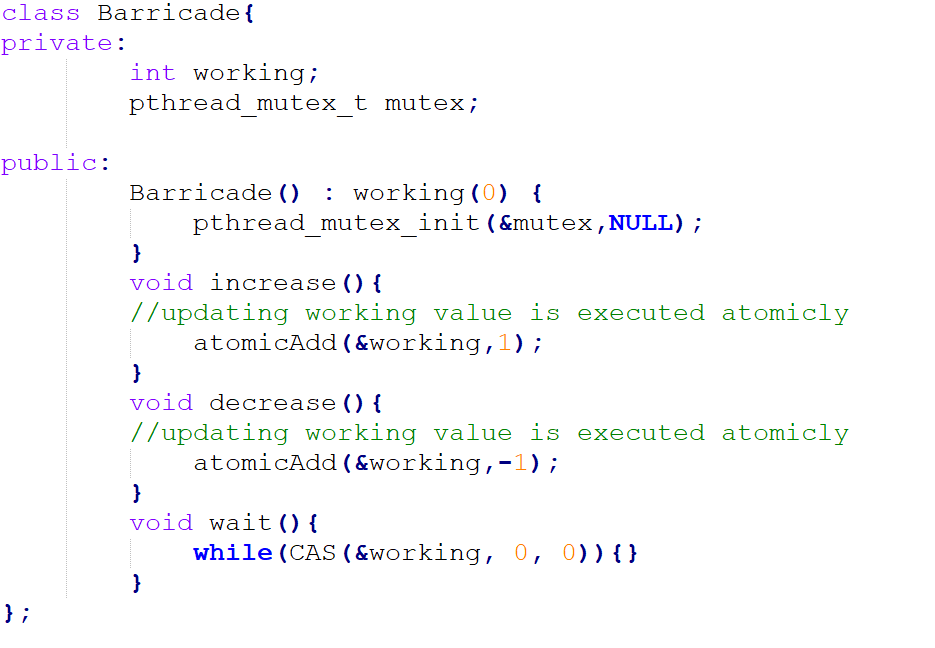 class Barricade{
private:
int working;
pthread_mutex_t mutex;
public:
Barricade() : working(0) {
pthread_mutex_init(&mutex,NULL);
}
void increase(){
//updating working value is executed atomicly
atomicAdd(&working,1);
}
void decrease(){
//updating working value is executed atomicly
atomicAdd(&working,-1);
}
void wait(){
while(CAS(&working, 0, 0)){}
}
};